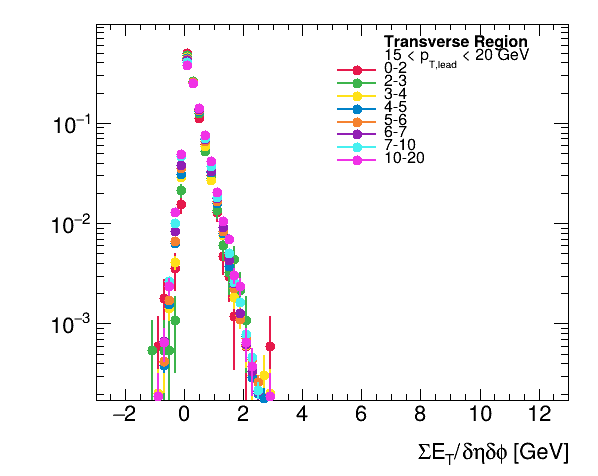 Transverse Region
15 < p_T,lead < 20 GeV
0-2
2-3
3-4
4-5
5-6
6-7
7-10
10-20
10⁻¹
10⁻²
10⁻³
−2 0 2 4 6 8 10 12
ΣE_T/δηδϕ [GeV]